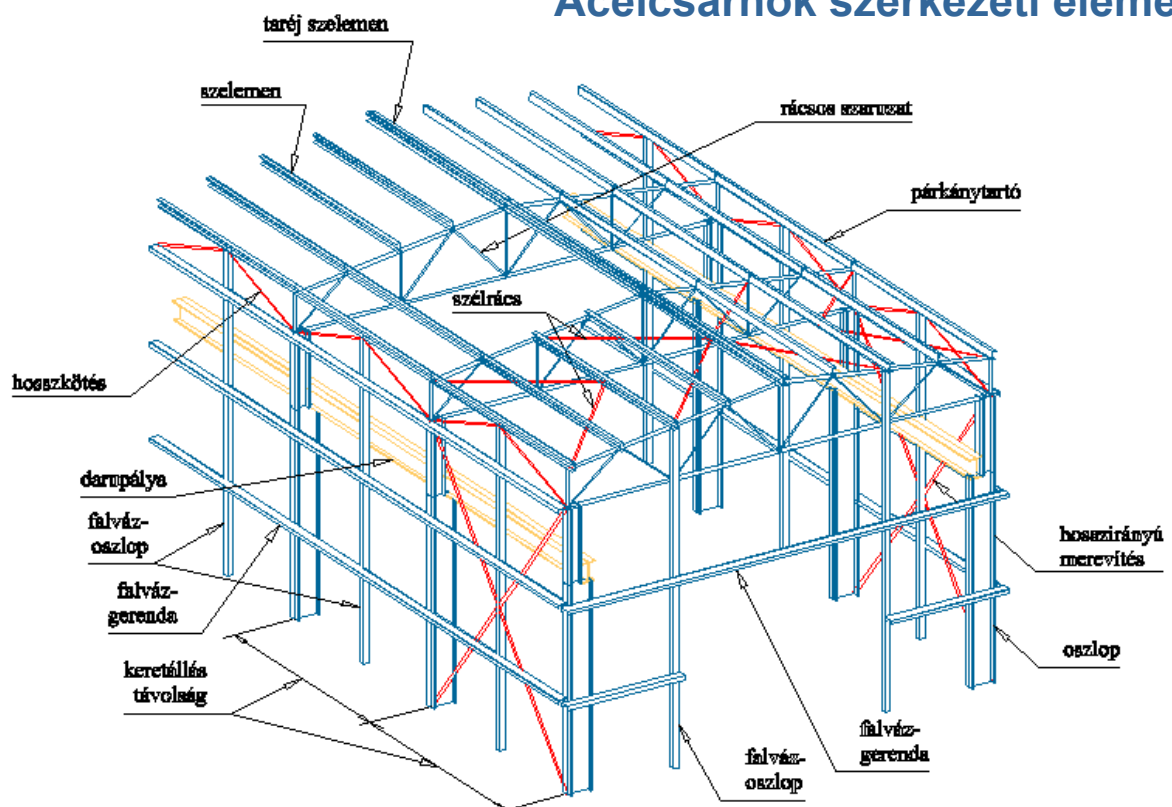 Acélcsarnok szerkezeti eleme
taréj szelemen
szelemen
rácsos szaruzat
párkánytartó
szélrács
hosszkötés
darupálya
falváz-
oszlop
falváz-
gerenda
keretállás
távolság
hosszirányú
merevítés
oszlop
falváz-
gerenda
falváz-
oszlop